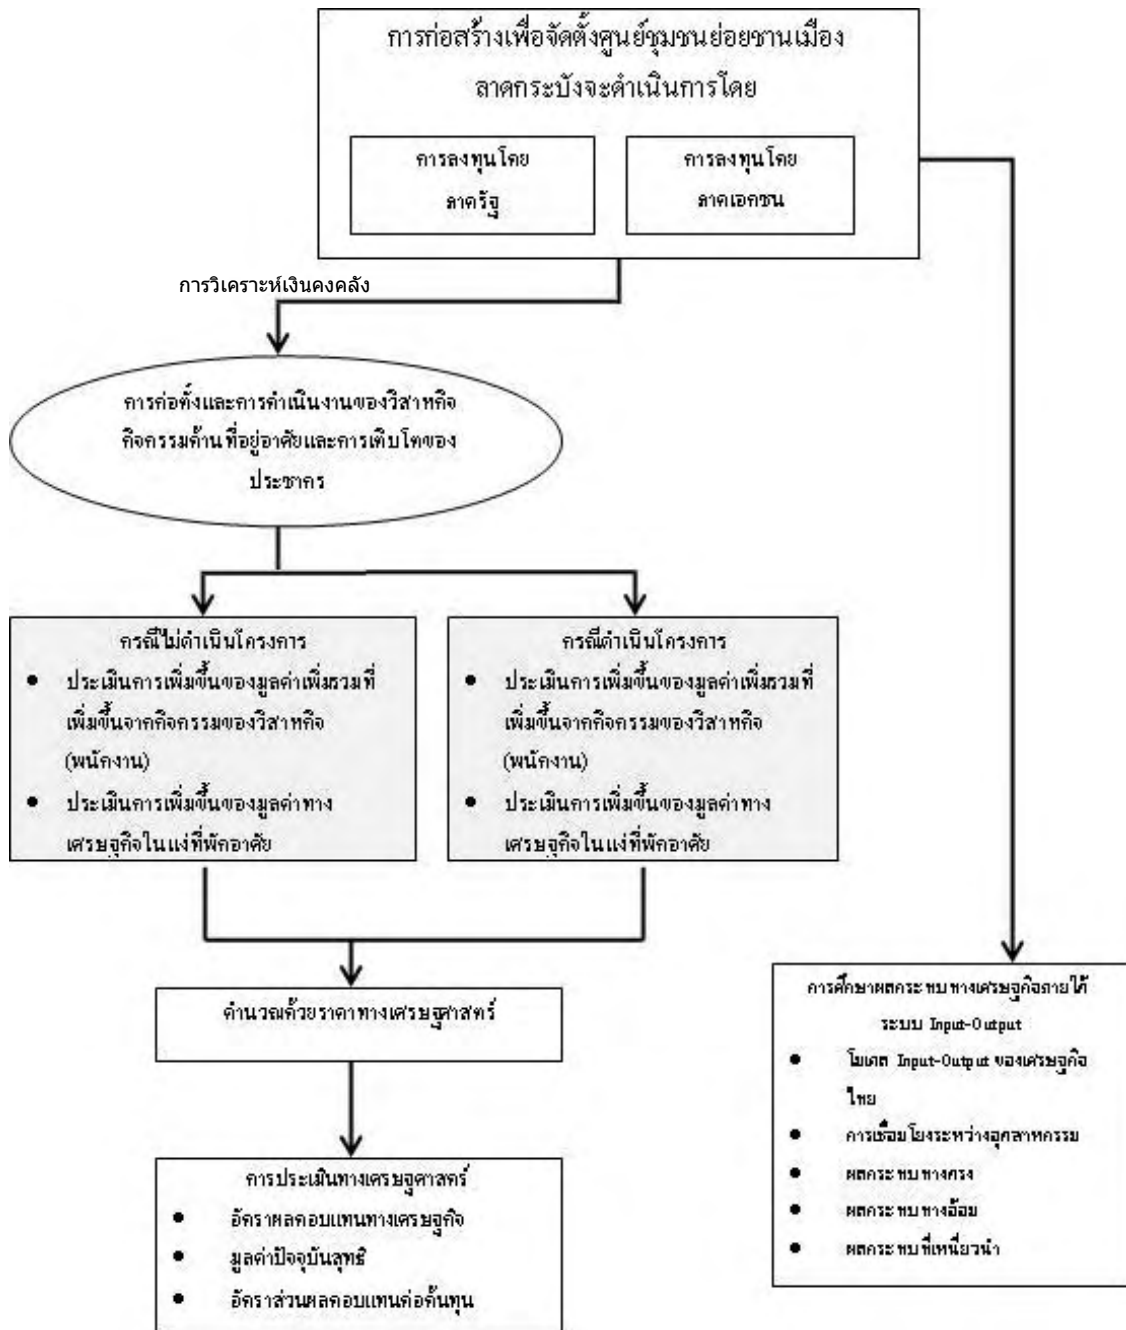 การก่อสร้างเพื่อจัดตั้งศูนย์ชุมชนย่อยชานเมือง
ลาดกระบังจะดำเนินการโดย
การลงทุนโดย
ภาครัฐ
การลงทุนโดย
ภาคเอกชน
การวิเคราะห์เงินคงคลัง
การก่อตั้งและการดำเนินงานของวิสาหกิจ
กิจกรรมด้านที่อยู่อาศัยและการเติบโตของ
ประชากร
กรณีไม่ดำเนินโครงการ
● ประเมินการเพิ่มขึ้นของมูลค่าเพิ่มรวมที่
เพิ่มขึ้นจากกิจกรรมของวิสาหกิจ
(พนักงาน)
● ประเมินการเพิ่มขึ้นของมูลค่าทาง
เศรษฐกิจในแง่ที่พักอาศัย
กรณีดำเนินโครงการ
● ประเมินการเพิ่มขึ้นของมูลค่าเพิ่มรวมที่
เพิ่มขึ้นจากกิจกรรมของวิสาหกิจ
(พนักงาน)
● ประเมินการเพิ่มขึ้นของมูลค่าทาง
เศรษฐกิจในแง่ที่พักอาศัย
คำนวณด้วยราคาทางเศรษฐศาสตร์
การประเมินทางเศรษฐศาสตร์
● อัตราผลตอบแทนทางเศรษฐกิจ
● มูลค่าปัจจุบันสุทธิ
● อัตราส่วนผลตอบแทนต่อต้นทุน
การศึกษาผลกระทบทางเศรษฐกิจภายใต้
ระบบ Input-Output
● โมเดล Input-Output ของเศรษฐกิจ
ไทย
● การเชื่อมโยงระหว่างอุตสาหกรรม
● ผลกระทบทางตรง
● ผลกระทบทางอ้อม
● ผลกระทบที่เหนี่ยวนำ